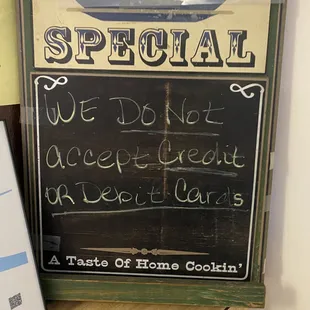 SPECIAL
WE Do Not
accept Credit
OR Debit Cards
A Taste Of Home Cookin'